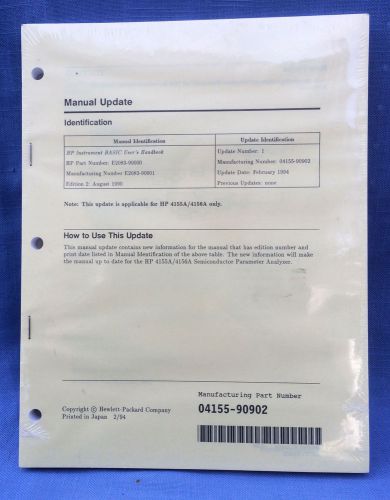 Manual Update
Identification
Manual Identification Update Identification
HP Instrument BASIC User's Handbook Update Number: 1
HP Part Number: E2083-90000 Manufacturing Number: 04155-90902
Manufacturing Number E2083-90601 Update Date: February 1994
Edition 2: August 1990 Previous Updates: none
Note: This update is applicable for HP 4155A/4156A only.
How to Use This Update
This manual update contains new information for the manual that has edition number and
print date listed in Manual Identification of the above table. The new information will make
the manual up to date for the HP 4155A/4156A Semiconductor Parameter Analyzer.
Manufacturing Part Number
04155-90902
Copyright © Hewlett-Packard Company
Printed in Japan 2/94